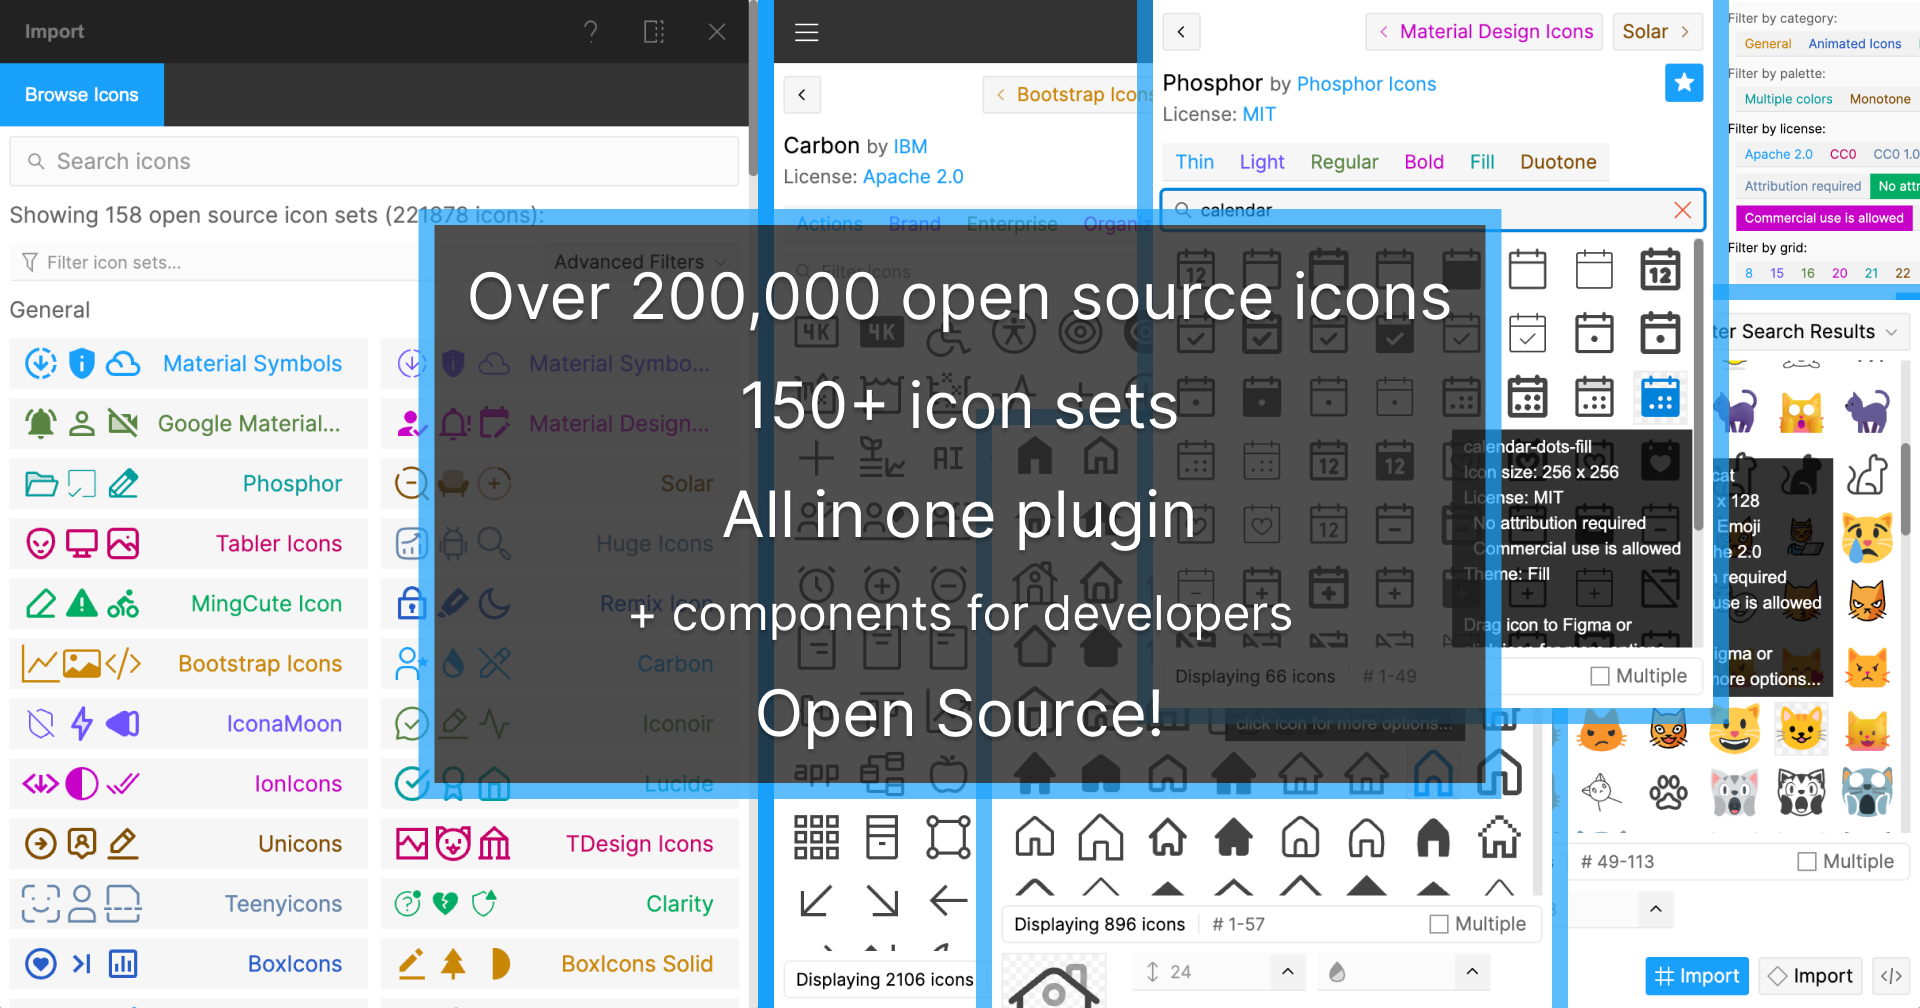 Import
Browse Icons
Search icons
Showing 158 open source icon sets (221878 icons):
Filter icon sets...
Advanced Filters
General
Material Symbols
Material Symbo...
Google Material...
Material Design...
Phosphor
Solar
Tabler Icons
Huge Icons
MingCute Icon
Remix Icon
Bootstrap Icons
Carbon
IconaMoon
Iconoir
IonIcons
Lucide
Unicons
TDesign Icons
Teenyicons
Clarity
BoxIcons
BoxIcons Solid
Over 200,000 open source icons
150+ icon sets
All in one plugin
+ components for developers
Open Source!
Bootstrap Icons
Carbon by IBM
License: Apache 2.0
Actions Brand Enterprise
Filter icons
Displaying 2106 icons
click icon for more options...
Displaying 896 icons # 1-57 Multiple
24
Material Design Icons
Solar
Phosphor by Phosphor Icons
License: MIT
Thin Light Regular Bold Fill Duotone
calendar
calendar-dots-fill
Icon size: 256 x 256
License: MIT
No attribution required
Commercial use is allowed
Theme: Fill
Drag icon to Figma or
Displaying 66 icons # 1-49 Multiple
Filter by category:
General Animated Icons
Filter by palette:
Multiple colors Monotone
Filter by license:
Apache 2.0 CC0 CC0 1.0
Attribution required No attr
Commercial use is allowed
Filter by grid:
8 15 16 20 21 22
ter Search Results
cat
x 128
Emoji
he 2.0
required
use is allowed
igma or
ore options...
# 49-113 Multiple
Import
Import